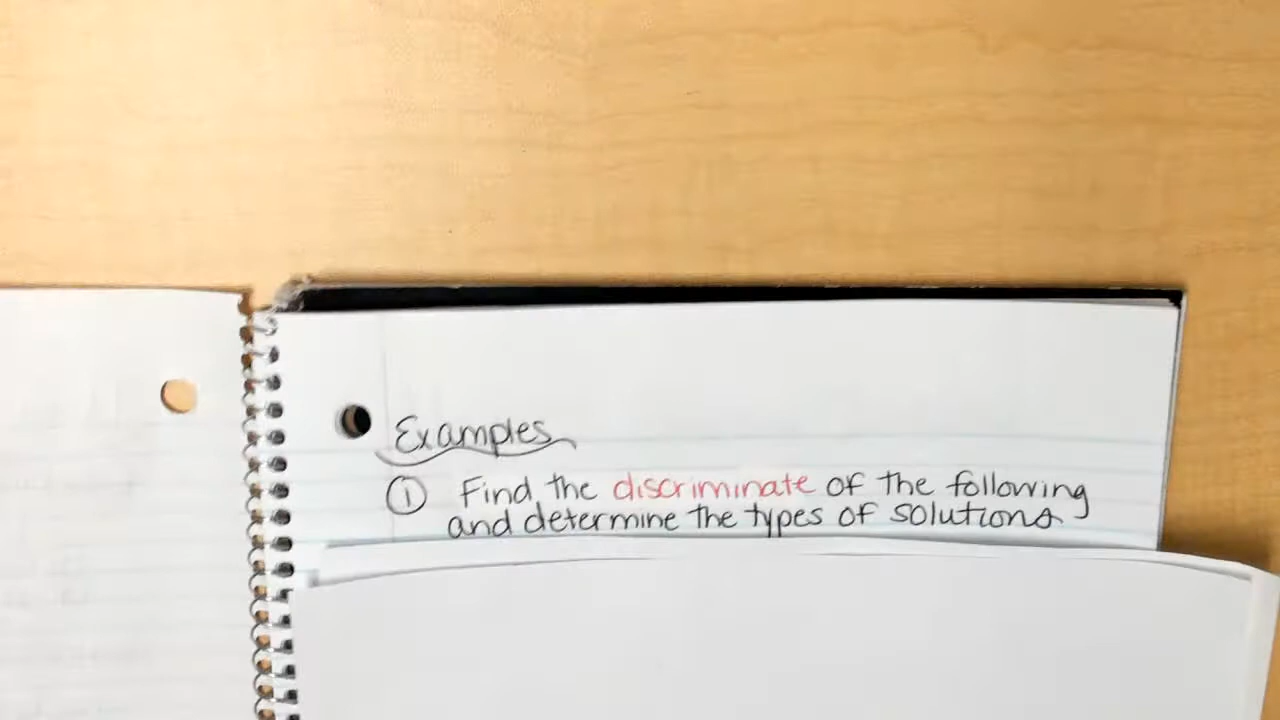 Examples
① Find the discriminate of the following
and determine the types of solutions